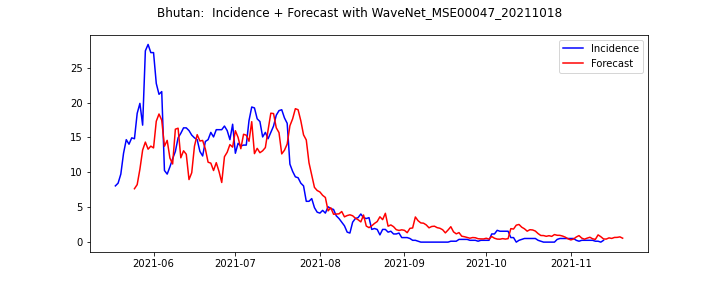 Bhutan:  Incidence + Forecast with WaveNet_MSE00047_20211018
Incidence
Forecast
25
20
15
10
5
0
2021-06 2021-07 2021-08 2021-09 2021-10 2021-11